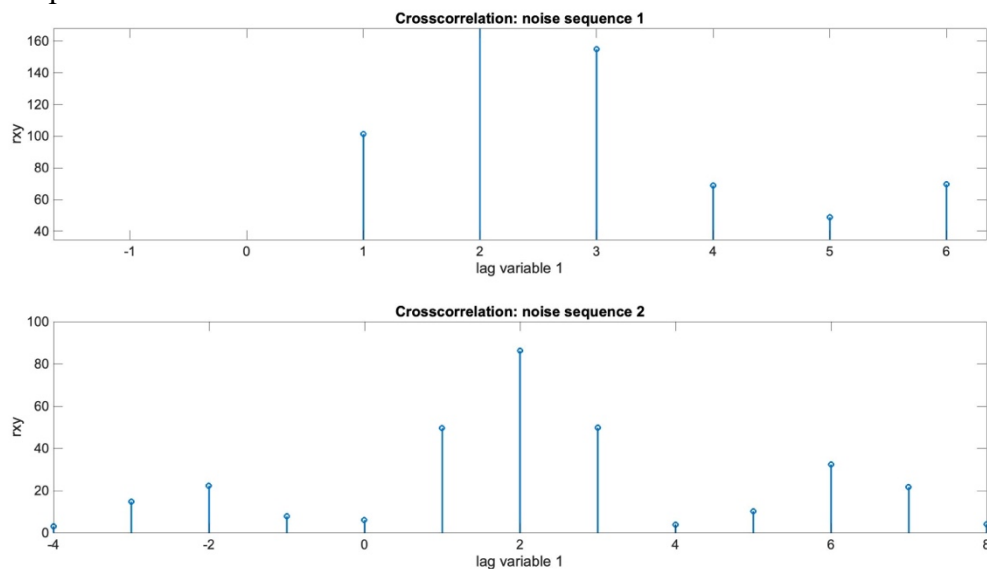 Crosscorrelation: noise sequence 1
160
140
120
100
80
60
40
rxy
-1 0 1 2 3 4 5 6
lag variable 1
Crosscorrelation: noise sequence 2
100
80
60
40
20
0
rxy
-4 -2 0 2 4 6 8
lag variable 1